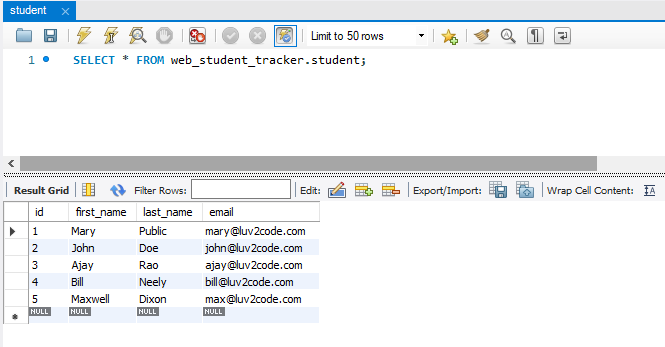 student
Limit to 50 rows
1 SELECT * FROM web_student_tracker.student;
Result Grid Filter Rows: Edit: Export/Import: Wrap Cell Content:
id first_name last_name email
1 Mary Public mary@luv2code.com
2 John Doe john@luv2code.com
3 Ajay Rao ajay@luv2code.com
4 Bill Neely bill@luv2code.com
5 Maxwell Dixon max@luv2code.com
NULL NULL NULL NULL